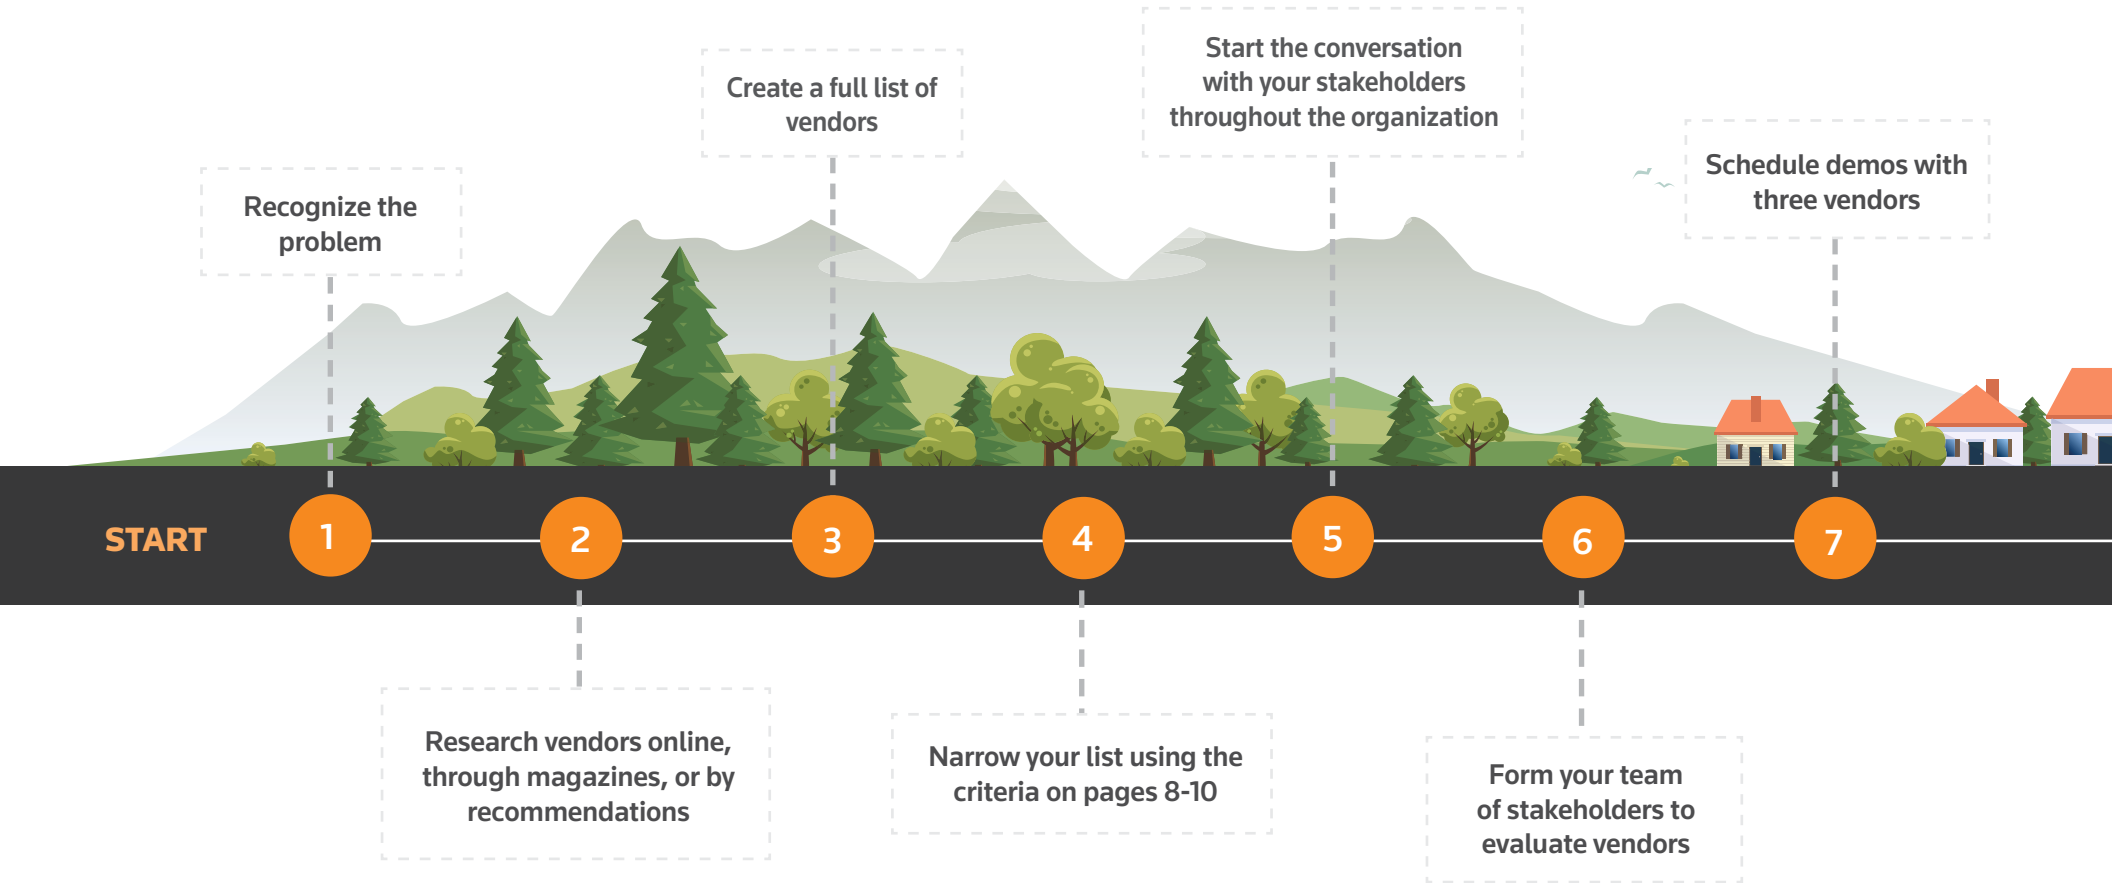 START
1
Recognize the
problem
2
Research vendors online,
through magazines, or by
recommendations
3
Create a full list of
vendors
4
Narrow your list using the
criteria on pages 8-10
5
Start the conversation
with your stakeholders
throughout the organization
6
Form your team
of stakeholders to
evaluate vendors
7
Schedule demos with
three vendors